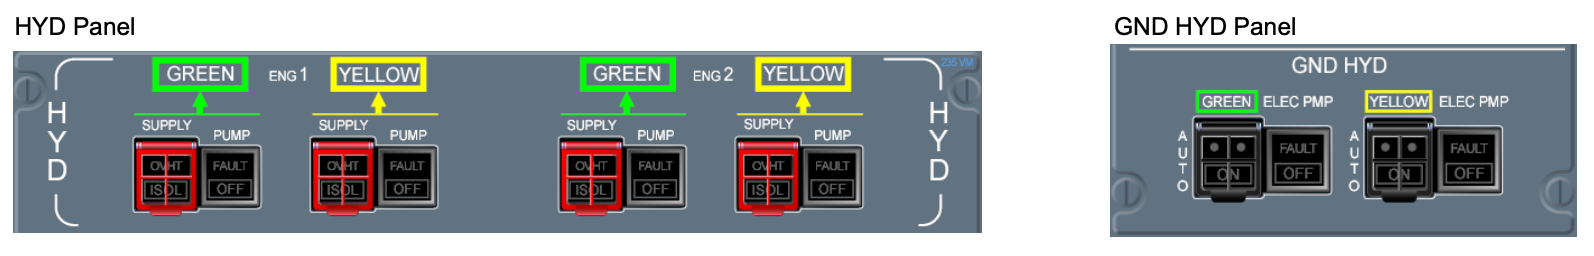 HYD Panel
GND HYD Panel
HYD
GREEN ENG 1 YELLOW
GREEN ENG 2 YELLOW
235 VM
HYD
SUPPLY PUMP
SUPPLY PUMP
SUPPLY PUMP
SUPPLY PUMP
OVHT FAULT
ISOL OFF
OVHT FAULT
ISOL OFF
OVHT FAULT
ISOL OFF
OVHT FAULT
ISOL OFF
GND HYD
GREEN ELEC PMP
YELLOW ELEC PMP
AUTO
FAULT
ON OFF
AUTO
FAULT
ON OFF